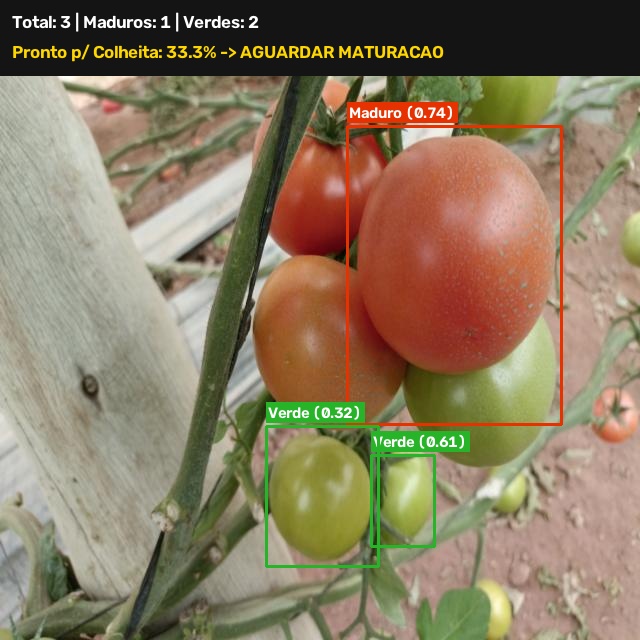 Total: 3 | Maduros: 1 | Verdes: 2
Pronto p/ Colheita: 33.3% -> AGUARDAR MATURACAO
Maduro (0.74)
Verde (0.32)
Verde (0.61)